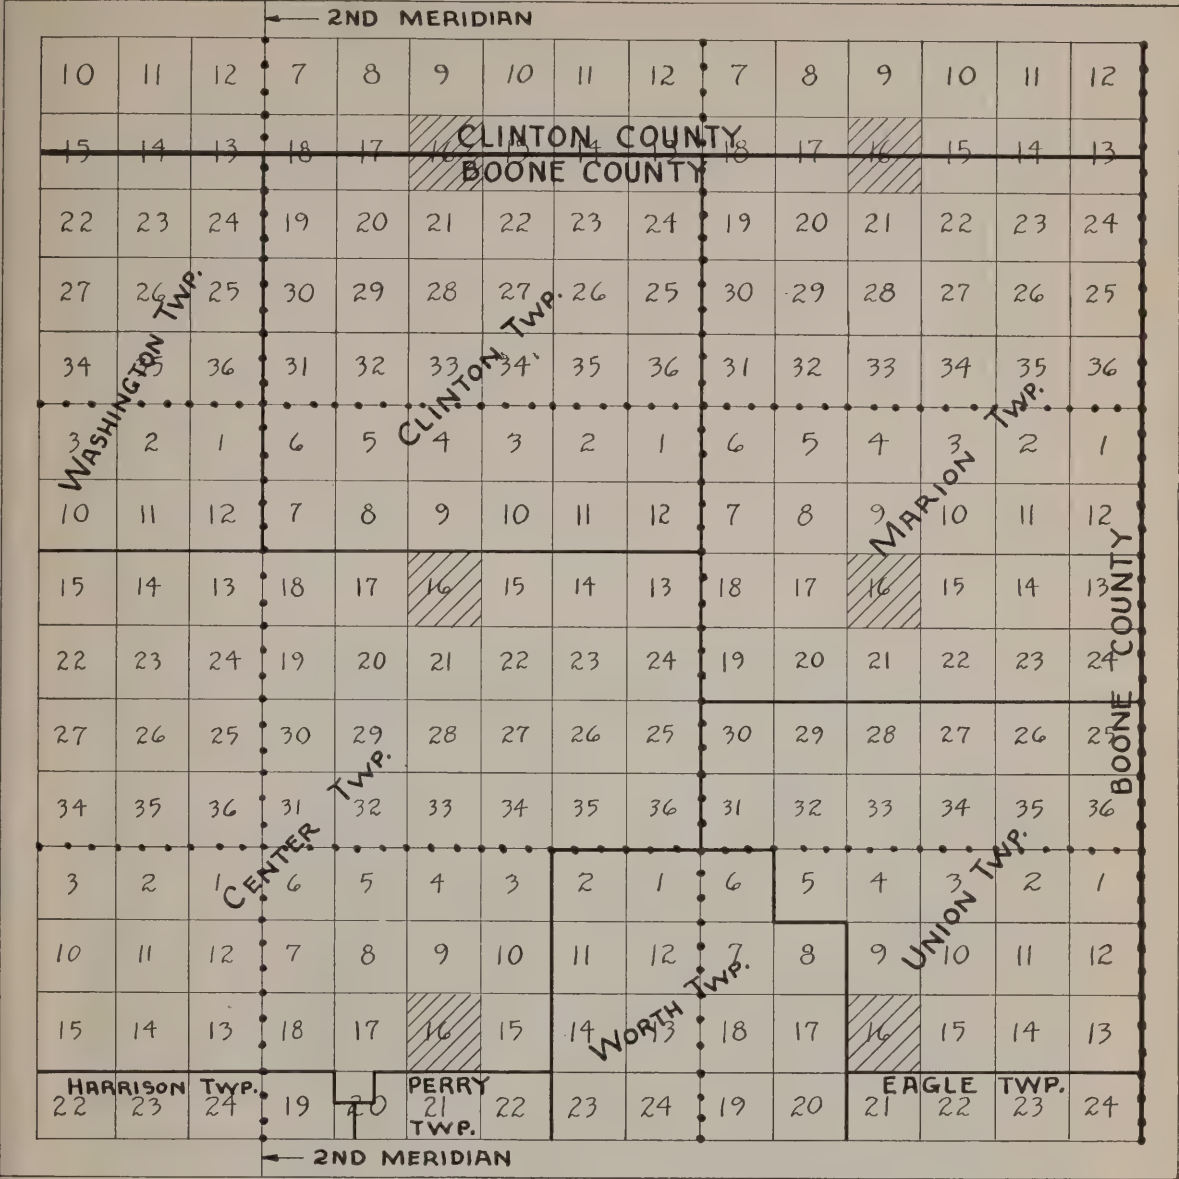 2ND MERIDIAN
10 11 12 7 8 9 10 11 12 7 8 9 10 11 12
CLINTON COUNTY
15 14 13 18 17 16 15 14 18 17 16 15 14 13
BOONE COUNTY
22 23 24 19 20 21 22 23 24 19 20 21 22 23 24
27 26 25 30 29 28 27 26 25 30 29 28 27 26 25
34 36 31 32 33 34 35 36 31 32 33 34 35 36
WASHINGTON TWP.
CLINTON TWP.
MARION TWP.
3 2 1 6 5 4 3 2 1 6 5 4 3 2 1
10 11 12 7 8 9 10 11 12 7 8 9 10 11 12
15 14 13 18 17 16 15 14 13 18 17 16 15 14 13
BOONE COUNTY
22 23 24 19 20 21 22 23 24 19 20 21 22 23 24
27 26 25 30 29 28 27 26 25 30 29 28 27 26 25
34 35 36 31 32 33 34 35 36 31 32 33 34 35 36
CENTER TWP.
UNION TWP.
3 2 1 6 5 4 3 2 1 6 5 4 3 2 1
10 11 12 7 8 9 10 11 12 7 8 9 10 11 12
WORTH TWP.
15 14 13 18 17 16 15 14 13 18 17 16 15 14 13
HARRISON TWP.
PERRY TWP.
EAGLE TWP.
22 23 24 19 20 21 22 23 24 19 20 21 22 23 24
2ND MERIDIAN